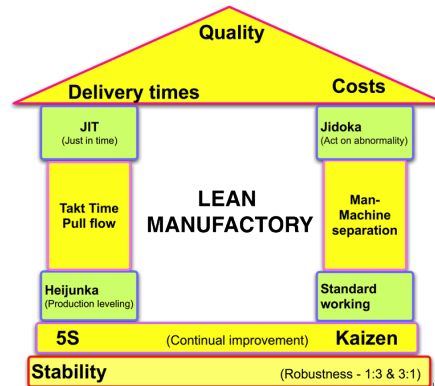 Quality
Delivery times
Costs
JIT
(Just in time)
Jidoka
(Act on abnormality)
Takt Time
Pull flow
LEAN
MANUFACTORY
Man-
Machine
separation
Heijunka
(Production leveling)
Standard
working
5S (Continual improvement) Kaizen
Stability (Robustness - 1:3 & 3:1)